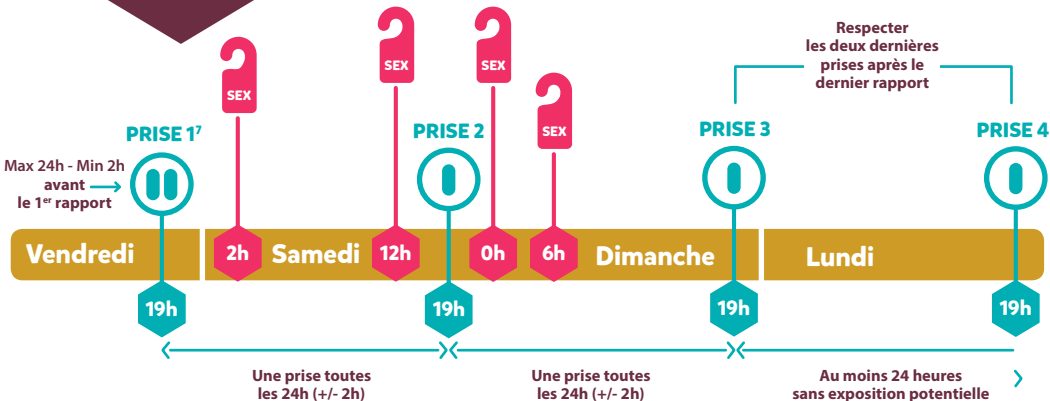 Respecter
les deux dernières
prises après le
dernier rapport
SEX
SEX
SEX
SEX
PRISE 1⁷
PRISE 2
PRISE 3
PRISE 4
Max 24h - Min 2h
avant
le 1er rapport
Vendredi
2h
Samedi
12h
0h
6h
Dimanche
Lundi
19h
19h
19h
19h
Une prise toutes
les 24h (+/- 2h)
Une prise toutes
les 24h (+/- 2h)
Au moins 24 heures
sans exposition potentielle